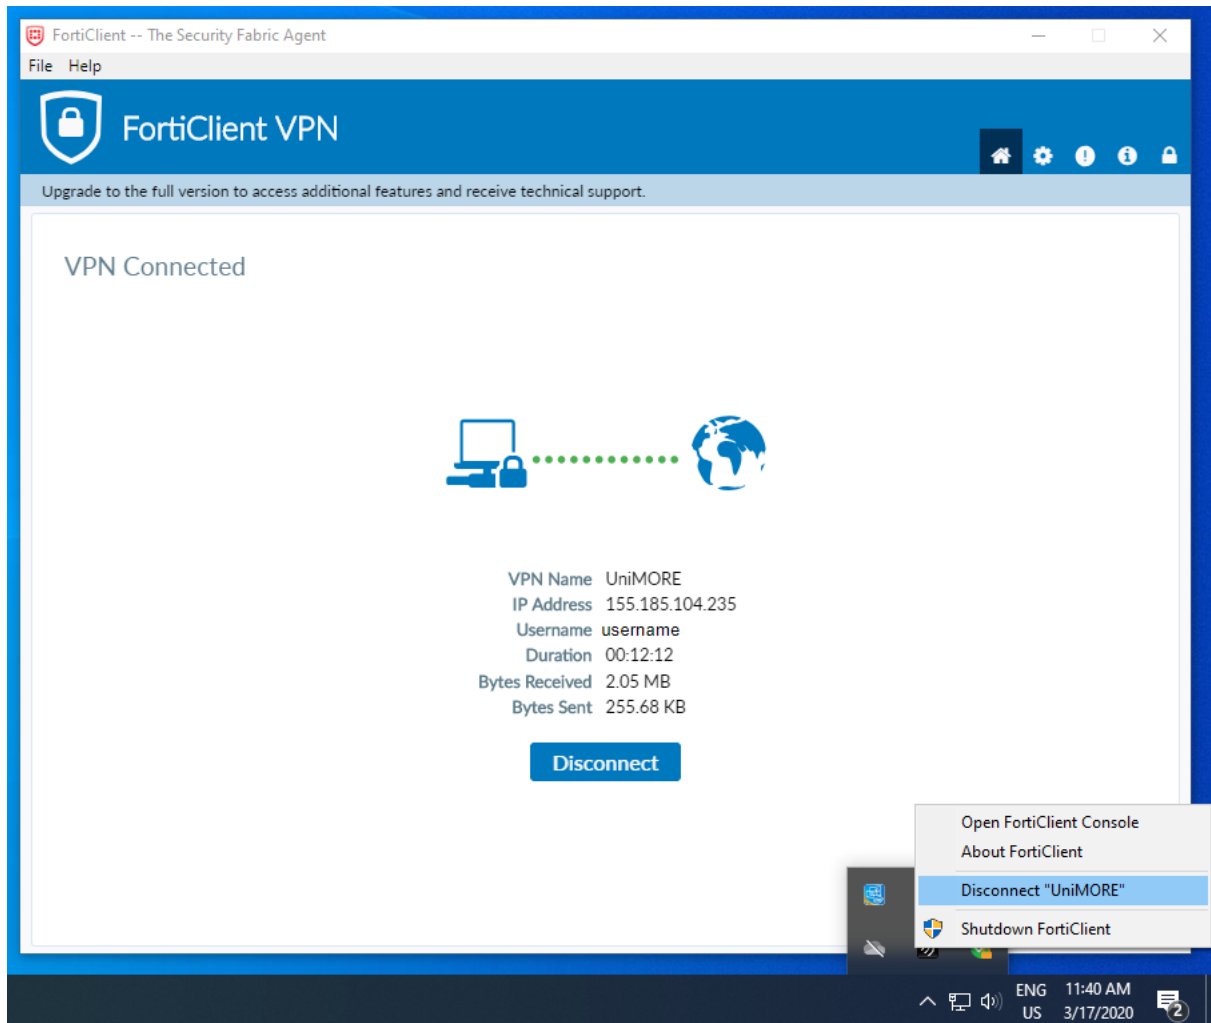 FortiClient -- The Security Fabric Agent
File Help
FortiClient VPN
Upgrade to the full version to access additional features and receive technical support.
VPN Connected
VPN Name UniMORE
IP Address 155.185.104.235
Username username
Duration 00:12:12
Bytes Received 2.05 MB
Bytes Sent 255.68 KB
Disconnect
Open FortiClient Console
About FortiClient
Disconnect "UniMORE"
Shutdown FortiClient
ENG 11:40 AM
US 3/17/2020 2